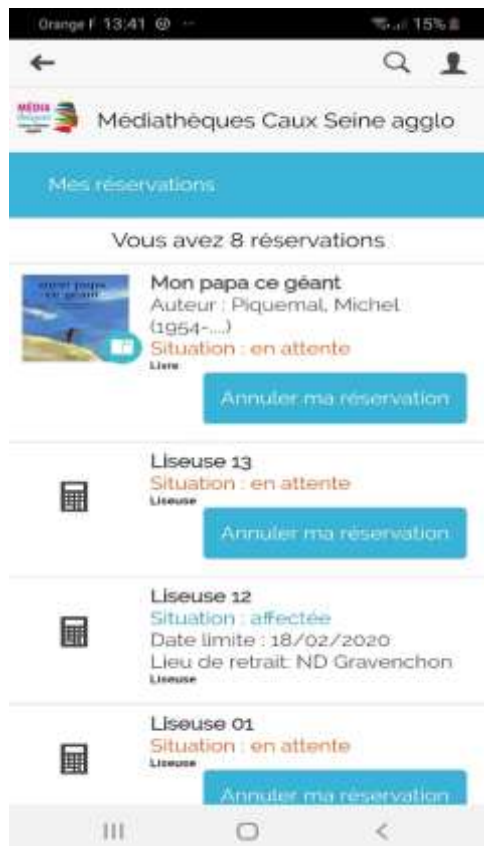 Orange F 13:41
15%
MÉDIA
Médiathèques Caux Seine agglo
Mes réservations
Vous avez 8 réservations
Mon papa ce géant
Auteur : Piquemal, Michel
(1954-....)
Situation : en attente
Livre
Annuler ma réservation
Liseuse 13
Situation : en attente
Liseuse
Annuler ma réservation
Liseuse 12
Situation : affectée
Date limite : 18/02/2020
Lieu de retrait: ND Gravenchon
Liseuse
Liseuse 01
Situation : en attente
Liseuse
Annuler ma réservation